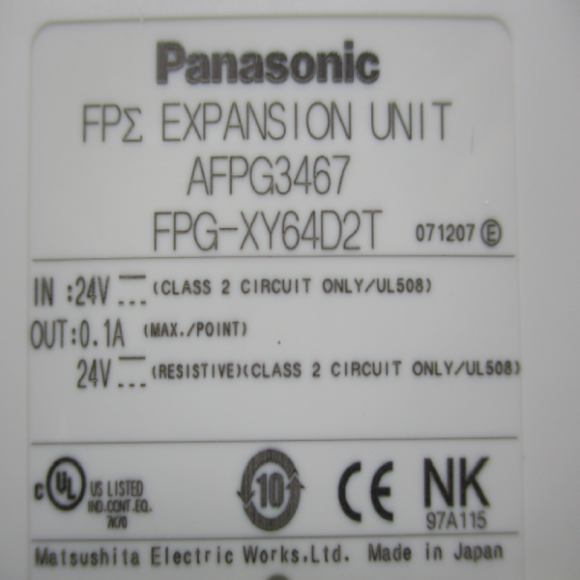 Panasonic
FPΣ EXPANSION UNIT
AFPG3467
FPG-XY64D2T 071207 Ⓔ
IN :24V ⎓ (CLASS 2 CIRCUIT ONLY/UL508)
OUT:0.1A (MAX./POINT)
24V ⎓ (RESISTIVE)(CLASS 2 CIRCUIT ONLY/UL508)
C UL US LISTED
IND.CONT.EQ.
10
CE
NK
97A115
Matsushita Electric Works,Ltd. Made in Japan